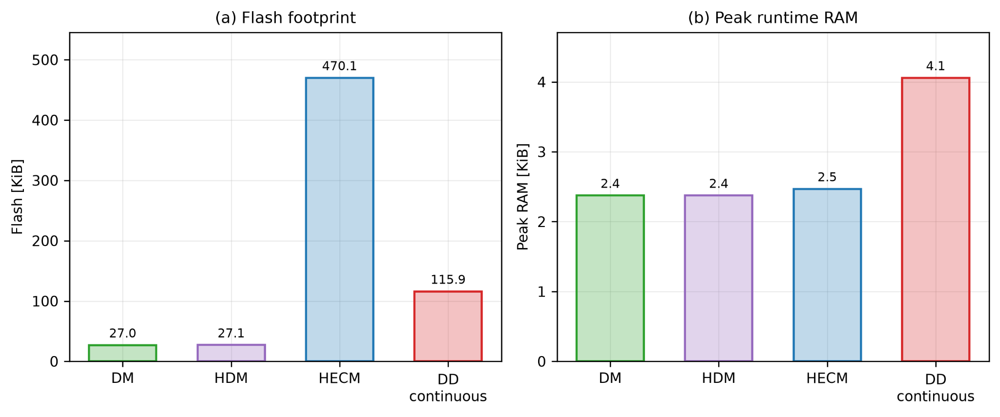 (a) Flash footprint
Flash [KiB]
500
400
300
200
100
0
27.0
27.1
470.1
115.9
DM
HDM
HECM
DD
continuous
(b) Peak runtime RAM
Peak RAM [KiB]
4
3
2
1
0
2.4
2.4
2.5
4.1
DM
HDM
HECM
DD
continuous